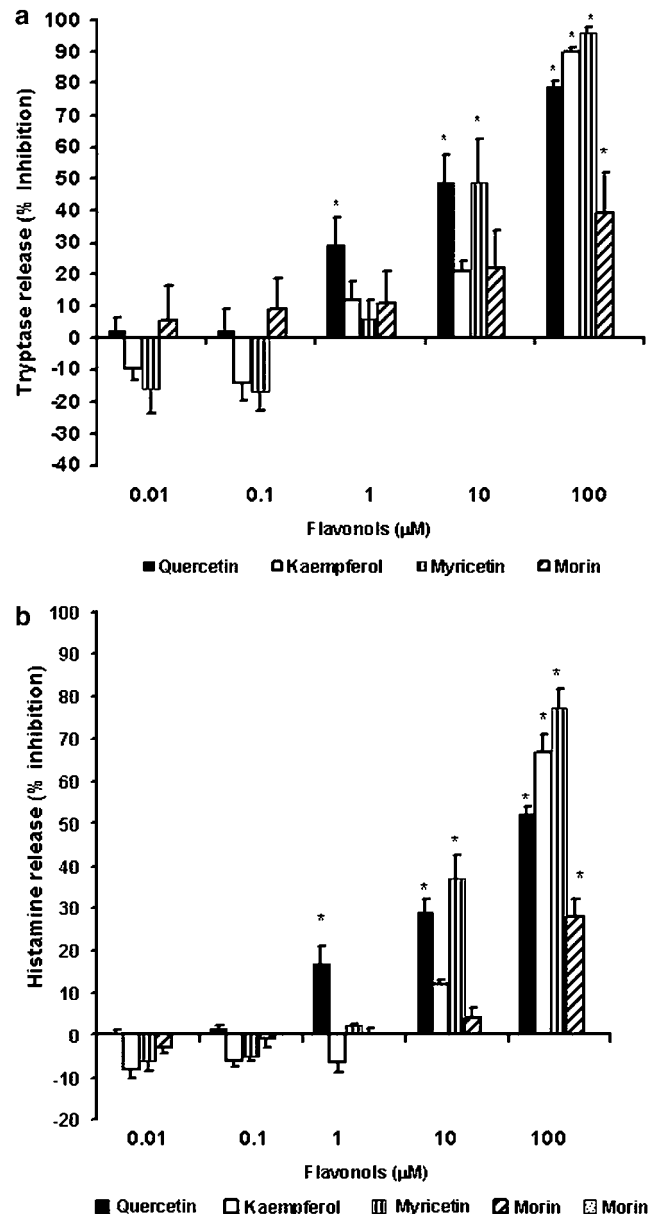 a
Tryptase release (% Inhibition)
100
90
80
70
60
50
40
30
20
10
0
-10
-20
-30
-40
* * * * * * * *
0.01 0.1 1 10 100
Flavonols (µM)
Quercetin Kaempferol Myricetin Morin
b
Histamine release (% inhibition)
100
90
80
70
60
50
40
30
20
10
0
-10
-20
* * * * * * *
0.01 0.1 1 10 100
Flavonols (µM)
Quercetin Kaempferol Myricetin Morin Morin